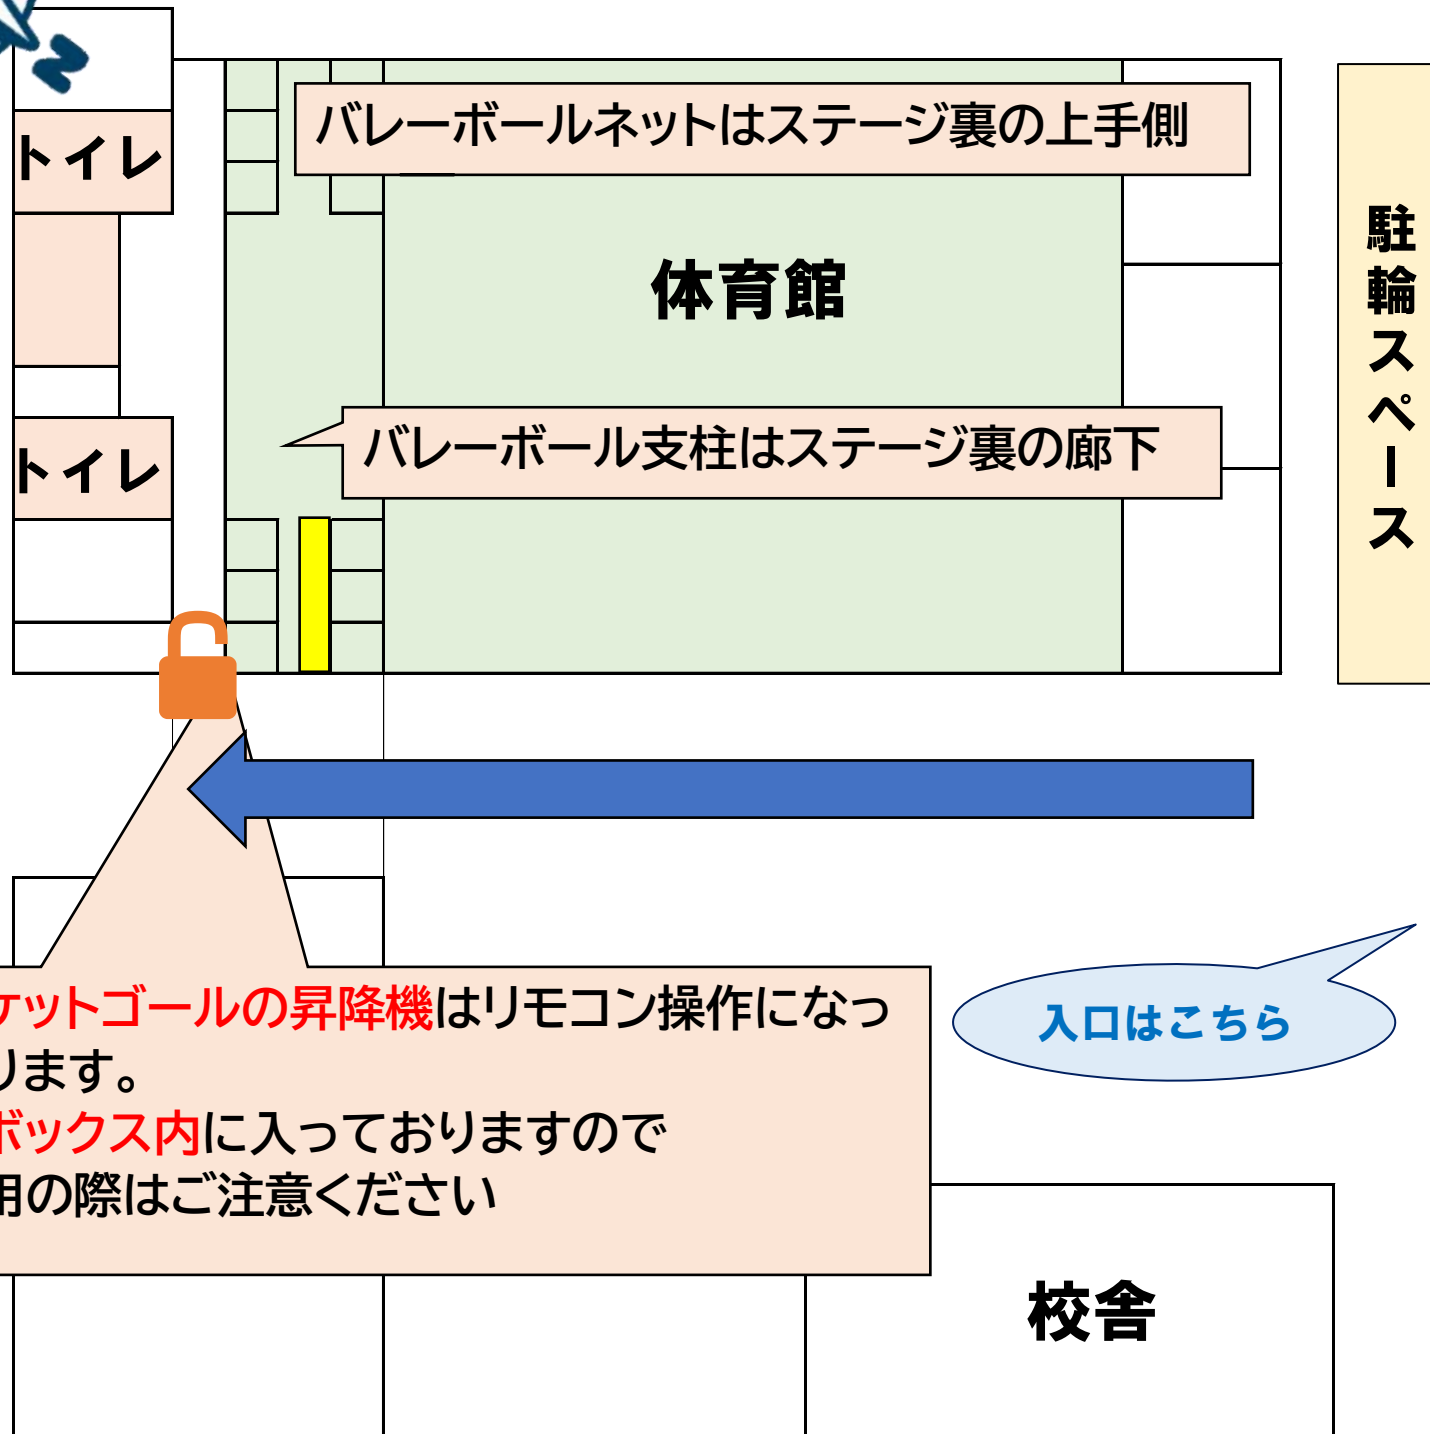 バレーボールネットはステージ裏の上手側
トイレ
体育館
駐輪スペース
バレーボール支柱はステージ裏の廊下
トイレ
ケットゴールの昇降機はリモコン操作になっ
ります。
ボックス内に入っておりますので
用の際はご注意ください
入口はこちら
校舎